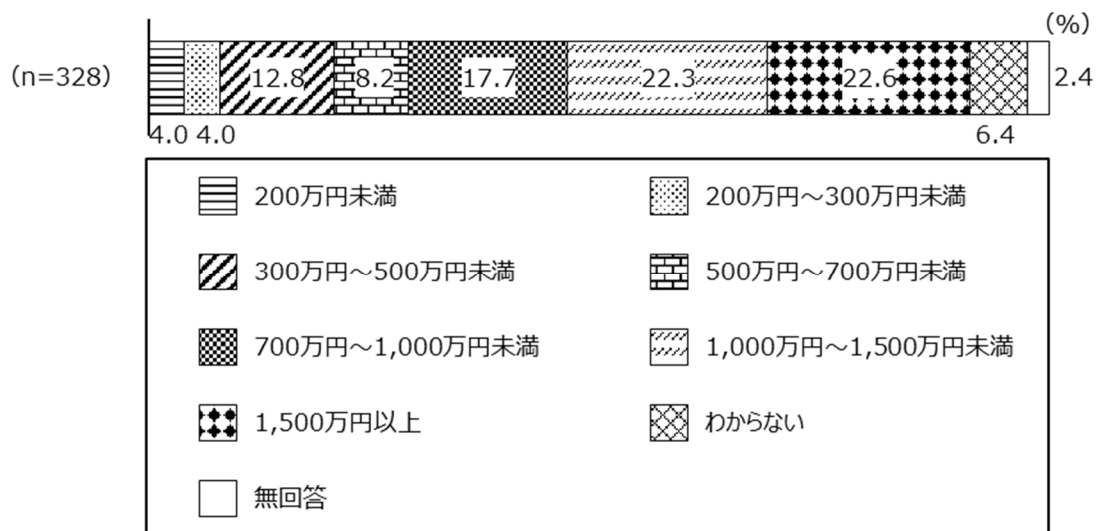 (%)
(n=328)
12.8 8.2 17.7 22.3 22.6 2.4
4.0 4.0 6.4
200万円未満 200万円～300万円未満
300万円～500万円未満 500万円～700万円未満
700万円～1,000万円未満 1,000万円～1,500万円未満
1,500万円以上 わからない
無回答